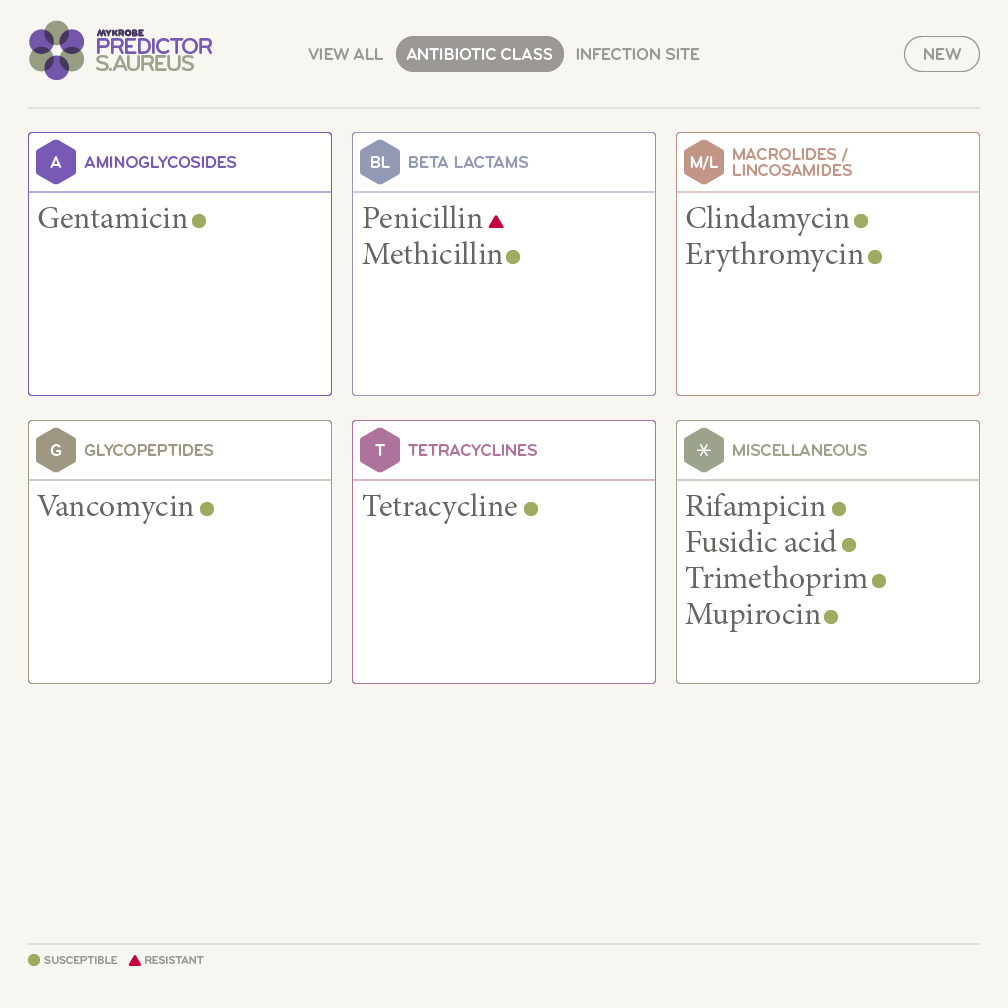 MYKROBE
PREDICTOR
S.AUREUS
VIEW ALL
ANTIBIOTIC CLASS
INFECTION SITE
NEW
A
AMINOGLYCOSIDES
Gentamicin
BL
BETA LACTAMS
Penicillin
Methicillin
M/L
MACROLIDES /
LINCOSAMIDES
Clindamycin
Erythromycin
G
GLYCOPEPTIDES
Vancomycin
T
TETRACYCLINES
Tetracycline
MISCELLANEOUS
Rifampicin
Fusidic acid
Trimethoprim
Mupirocin
SUSCEPTIBLE
RESISTANT